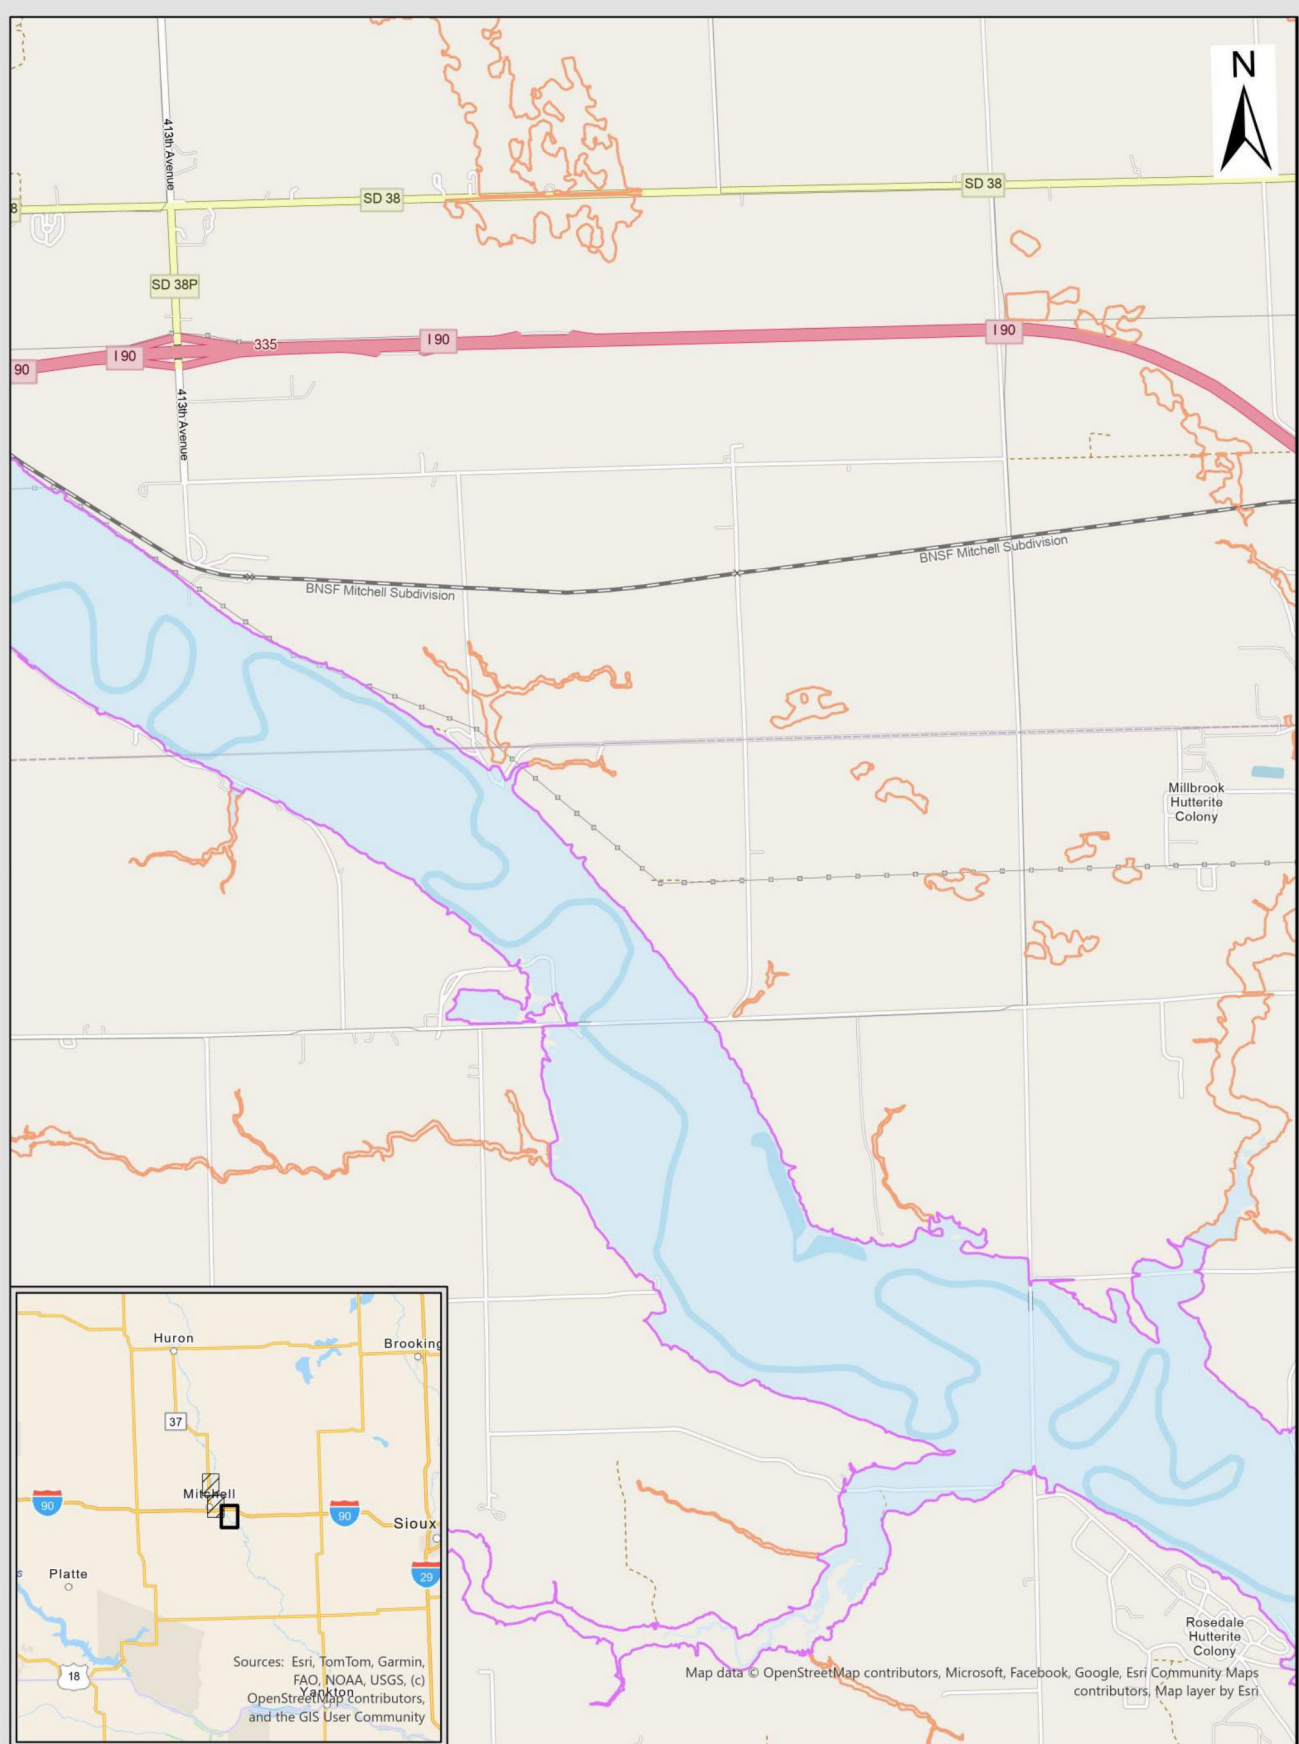 N
413th Avenue
SD 38
SD 38
8
SD 38P
I 90
335
I 90
I 90
90
413th Avenue
BNSF Mitchell Subdivision
BNSF Mitchell Subdivision
Millbrook
Hutterite
Colony
Rosedale
Hutterite
Colony
Map data © OpenStreetMap contributors, Microsoft, Facebook, Google, Esri Community Maps
contributors, Map layer by Esri
Huron
Brooking
37
Mitchell
90
90
Sioux
29
s
Platte
18
Yankton
Sources: Esri, TomTom, Garmin,
FAO, NOAA, USGS, (c)
OpenStreetMap contributors,
and the GIS User Community